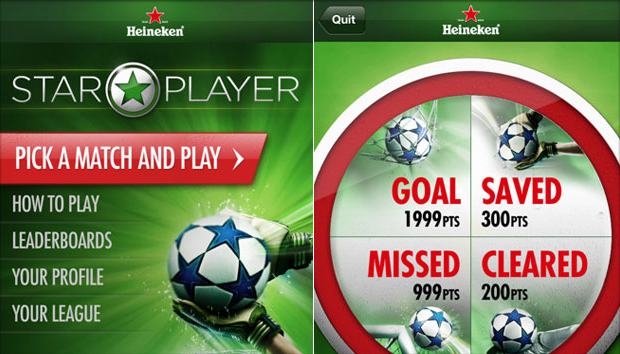 Heineken
STAR PLAYER
PICK A MATCH AND PLAY
HOW TO PLAY
LEADERBOARDS
YOUR PROFILE
YOUR LEAGUE
Quit
Heineken
GOAL
1999PTS
SAVED
300PTS
MISSED
999PTS
CLEARED
200PTS